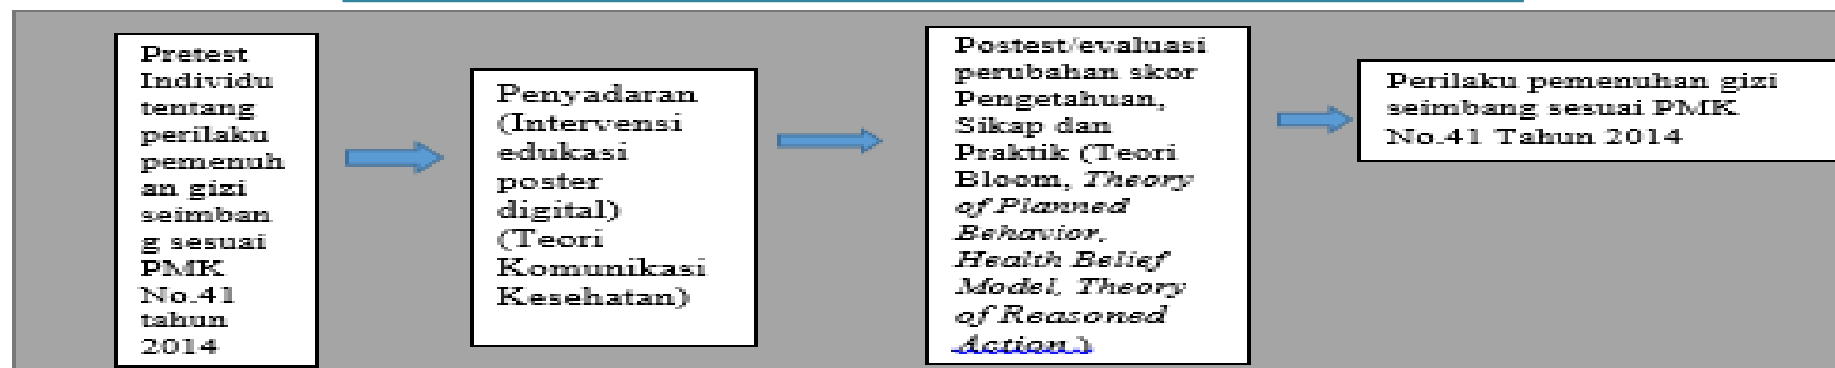 Pretest
Individu
tentang
perilaku
pemenuh
an gizi
seimban
g sesuai
PMK
No.41
tahun
2014
Penyadaran
(Intervensi
edukasi
poster
digital)
(Teori
Komunikasi
Kesehatan)
Postest/evaluasi
perubahan skor
Pengetahuan,
Sikap dan
Praktik (Teori
Bloom, Theory
of Planned
Behavior,
Health Belief
Model, Theory
of Reasoned
Action)
Perilaku pemenuhan gizi
seimbang sesuai PMK
No.41 Tahun 2014